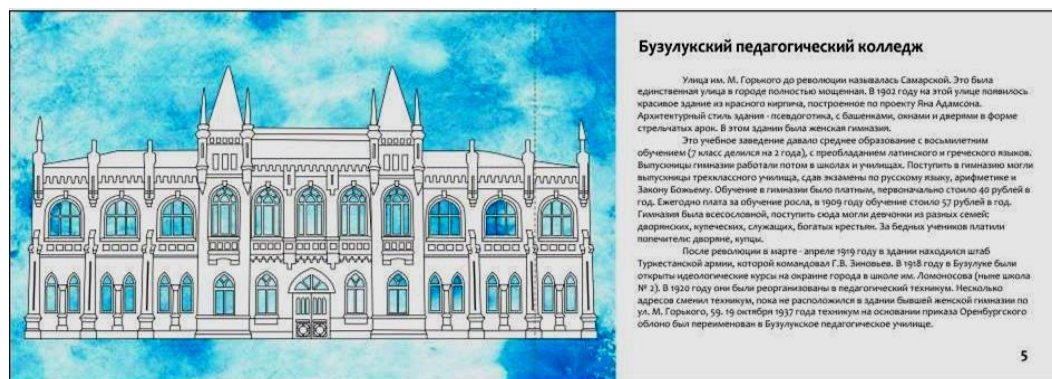 Бузулукский педагогический колледж
Улица им. М. Горького до революции называлась Самарской. Это была
единственная улица в городе полностью мощенная. В 1902 году на этой улице появилось
красивое здание из красного кирпича, построенное по проекту Яна Адамсона.
Архитектурный стиль здания - псевдоготика, с башенками, окнами и дверями в форме
стрельчатых арок. В этом здании была женская гимназия.
Это учебное заведение давало среднее образование с восьмилетним
обучением (7 класс делился на 2 года), с преобладанием латинского и греческого языков.
Выпускницы гимназии работали потом в школах и училищах. Поступить в гимназию могли
выпускницы трехклассного училища, сдав экзамены по русскому языку, арифметике и
Закону Божьему. Обучение в гимназии было платным, первоначально стоило 40 рублей в
год. Ежегодно плата за обучение росла, в 1909 году обучение стоило 57 рублей в год.
Гимназия была всесословной, поступить сюда могли девчонки из разных семей:
дворянских, купеческих, служащих, богатых крестьян. За бедных учеников платили
попечители: дворяне, купцы.
После революции в марте - апреле 1919 году в здании находился штаб
Туркестанской армии, которой командовал Г.В. Зиновьев. В 1918 году в Бузулуке были
открыты идеологические курсы на окраине города в школе им. Ломоносова (ныне школа
№ 2). В 1920 году они были реорганизованы в педагогический техникум. Несколько
адресов сменил техникум, пока не расположился в здании бывшей женской гимназии по
ул. М. Горького, 59. 19 октября 1937 года техникум на основании приказа Оренбургского
облоно был переименован в Бузулукское педагогическое училище.
5